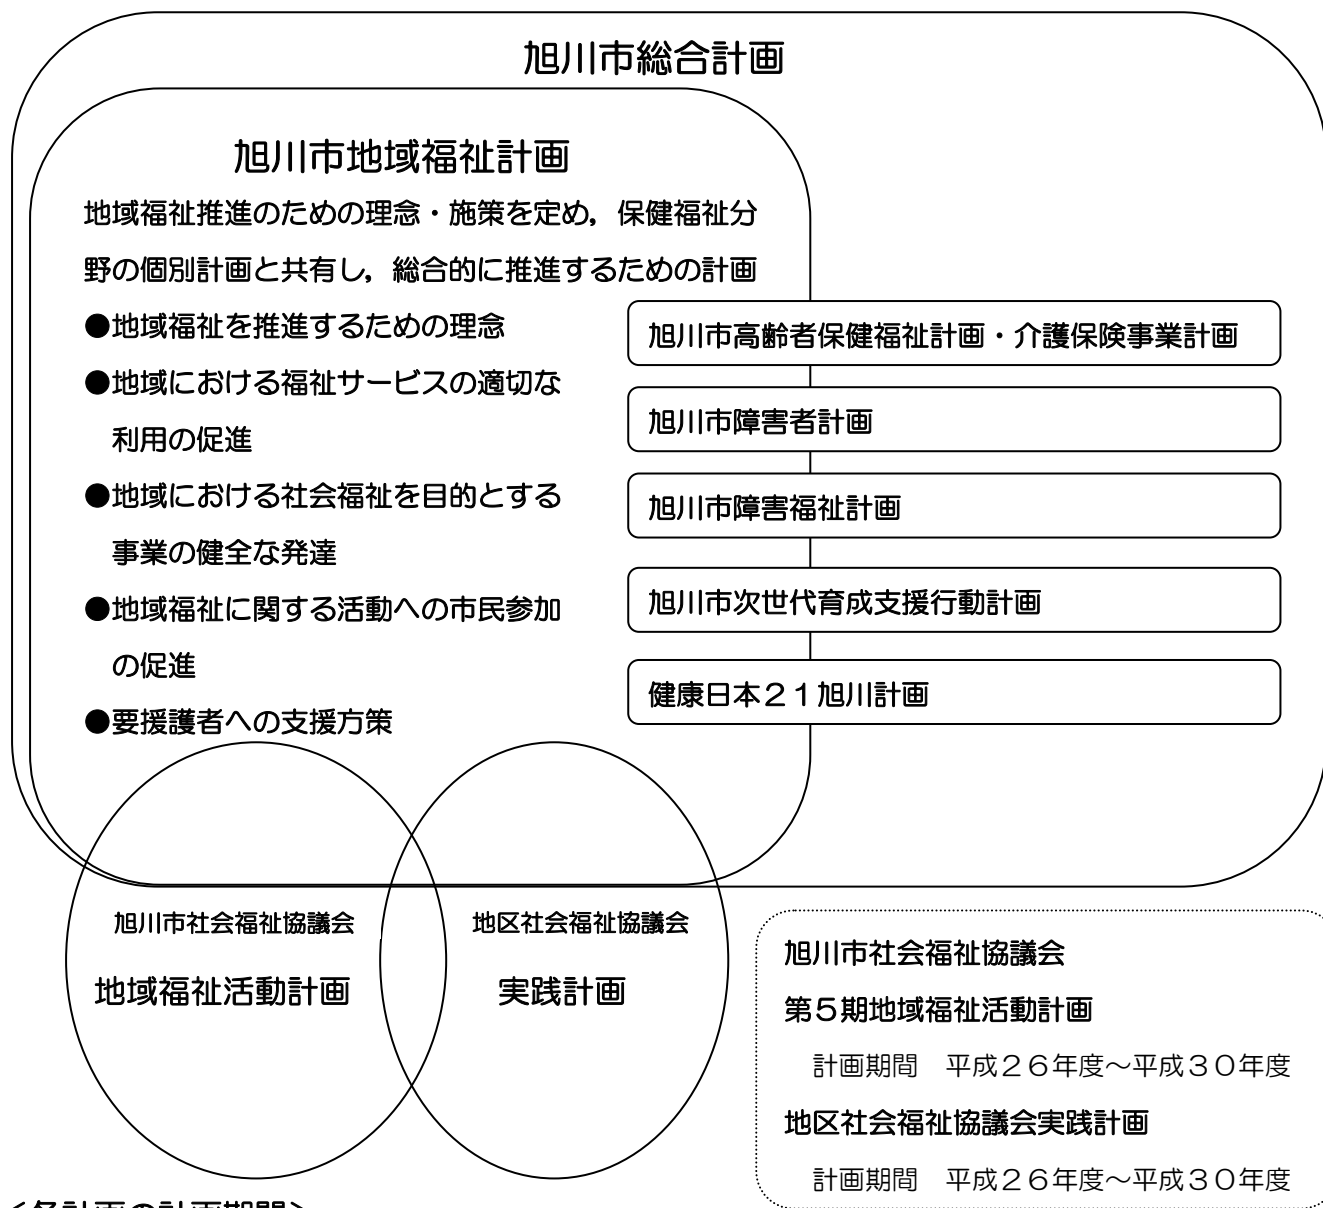 旭川市総合計画
旭川市地域福祉計画
地域福祉推進のための理念・施策を定め，保健福祉分
野の個別計画と共有し，総合的に推進するための計画
●地域福祉を推進するための理念
●地域における福祉サービスの適切な
利用の促進
●地域における社会福祉を目的とする
事業の健全な発達
●地域福祉に関する活動への市民参加
の促進
●要援護者への支援方策
旭川市高齢者保健福祉計画・介護保険事業計画
旭川市障害者計画
旭川市障害福祉計画
旭川市次世代育成支援行動計画
健康日本２１旭川計画
旭川市社会福祉協議会
地域福祉活動計画
地区社会福祉協議会
実践計画
旭川市社会福祉協議会
第５期地域福祉活動計画
計画期間　平成２６年度～平成３０年度
地区社会福祉協議会実践計画
計画期間　平成２６年度～平成３０年度
＜各計画の計画期間＞